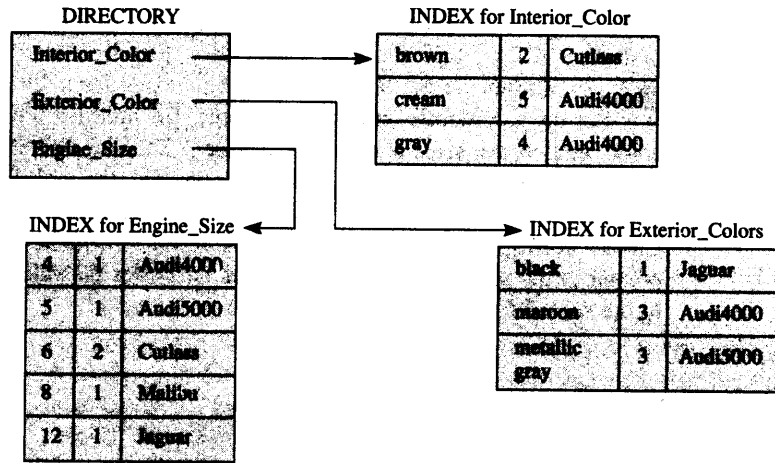 DIRECTORY
Interior_Color
Exterior_Color
Engine_Size
INDEX for Interior_Color
brown 2 Cutlass
cream 5 Audi4000
gray 4 Audi4000
INDEX for Engine_Size
4 1 Audi4000
5 1 Audi5000
6 2 Cutlass
8 1 Malibu
12 1 Jaguar
INDEX for Exterior_Colors
black 1 Jaguar
maroon 3 Audi4000
metallic
gray 3 Audi5000